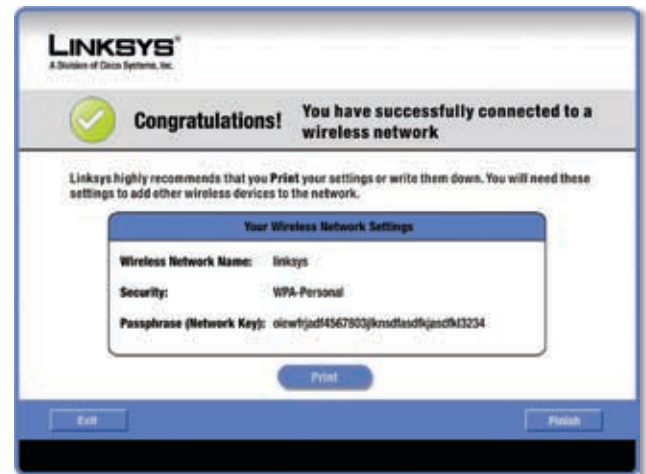 LINKSYS®
A Division of Cisco Systems, Inc.
Congratulations!
You have successfully connected to a
wireless network
Linksys highly recommends that you Print your settings or write them down. You will need these
settings to add other wireless devices to the network.
Your Wireless Network Settings
Wireless Network Name: linksys
Security: WPA-Personal
Passphrase (Network Key):
Print
Exit
Finish